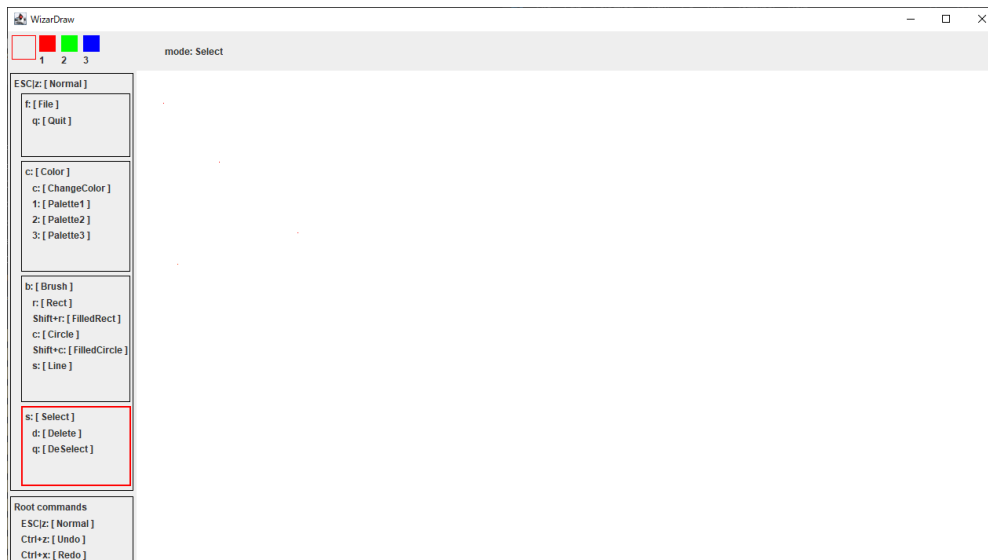 WizarDraw
1 2 3
mode: Select
ESC|z: [ Normal ]
f: [ File ]
q: [ Quit ]
c: [ Color ]
c: [ ChangeColor ]
1: [ Palette1 ]
2: [ Palette2 ]
3: [ Palette3 ]
b: [ Brush ]
r: [ Rect ]
Shift+r: [ FilledRect ]
c: [ Circle ]
Shift+c: [ FilledCircle ]
s: [ Line ]
s: [ Select ]
d: [ Delete ]
q: [ DeSelect ]
Root commands
ESC|z: [ Normal ]
Ctrl+z: [ Undo ]
Ctrl+x: [ Redo ]